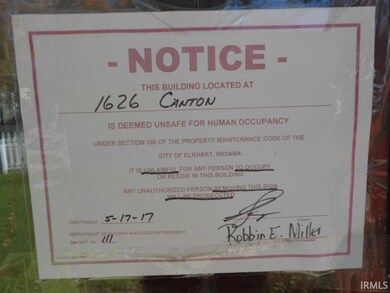 - NOTICE -
THIS BUILDING LOCATED AT
1626 CANTON
IS DEEMED UNSAFE FOR HUMAN OCCUPANCY
UNDER SECTION 108 OF THE PROPERTY MAINTENANCE CODE OF THE
CITY OF ELKHART, INDIANA
IT IS UNLAWFUL FOR ANY PERSON TO OCCUPY
OR RESIDE IN THIS BUILDING
ANY UNAUTHORIZED PERSON REMOVING THIS SIGN
WILL BE PROSECUTED
Date Posted 5-17-17
Robbin E. Miller
111
IRMLS